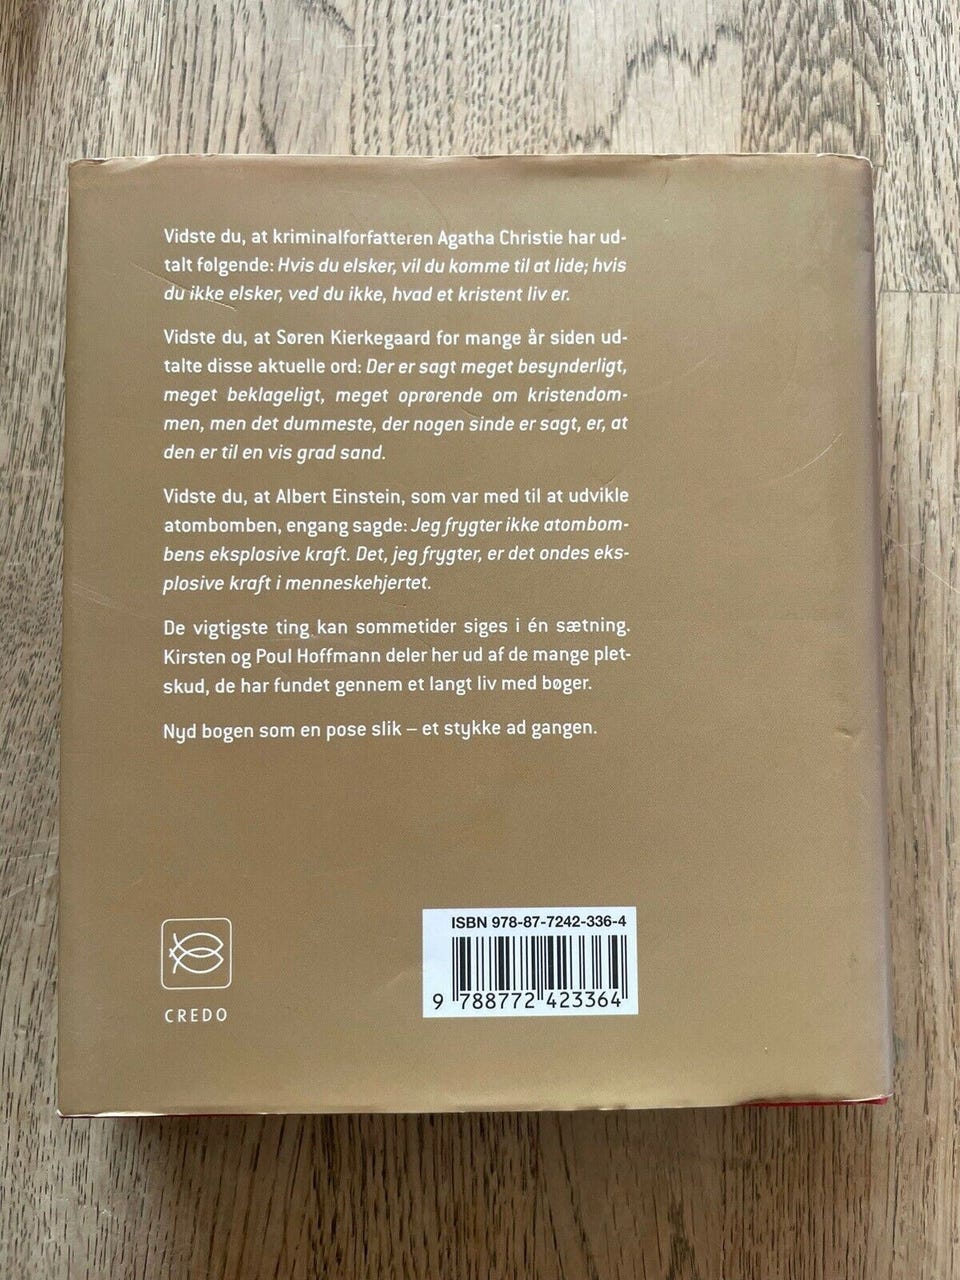 Vidste du, at kriminalforfatteren Agatha Christie har ud-
talt følgende: Hvis du elsker, vil du komme til at lide; hvis
du ikke elsker, ved du ikke, hvad et kristent liv er.
Vidste du, at Søren Kierkegaard for mange år siden ud-
talte disse aktuelle ord: Der er sagt meget besynderligt,
meget beklageligt, meget oprørende om kristendom-
men, men det dummeste, der nogen sinde er sagt, er, at
den er til en vis grad sand.
Vidste du, at Albert Einstein, som var med til at udvikle
atombomben, engang sagde: Jeg frygter ikke atombom-
bens eksplosive kraft. Det, jeg frygter, er det ondes eks-
plosive kraft i menneskehjertet.
De vigtigste ting kan sommetider siges i én sætning.
Kirsten og Poul Hoffmann deler her ud af de mange plet-
skud, de har fundet gennem et langt liv med bøger.
Nyd bogen som en pose slik – et stykke ad gangen.
ISBN 978-87-7242-336-4
9 788772 423364
CREDO